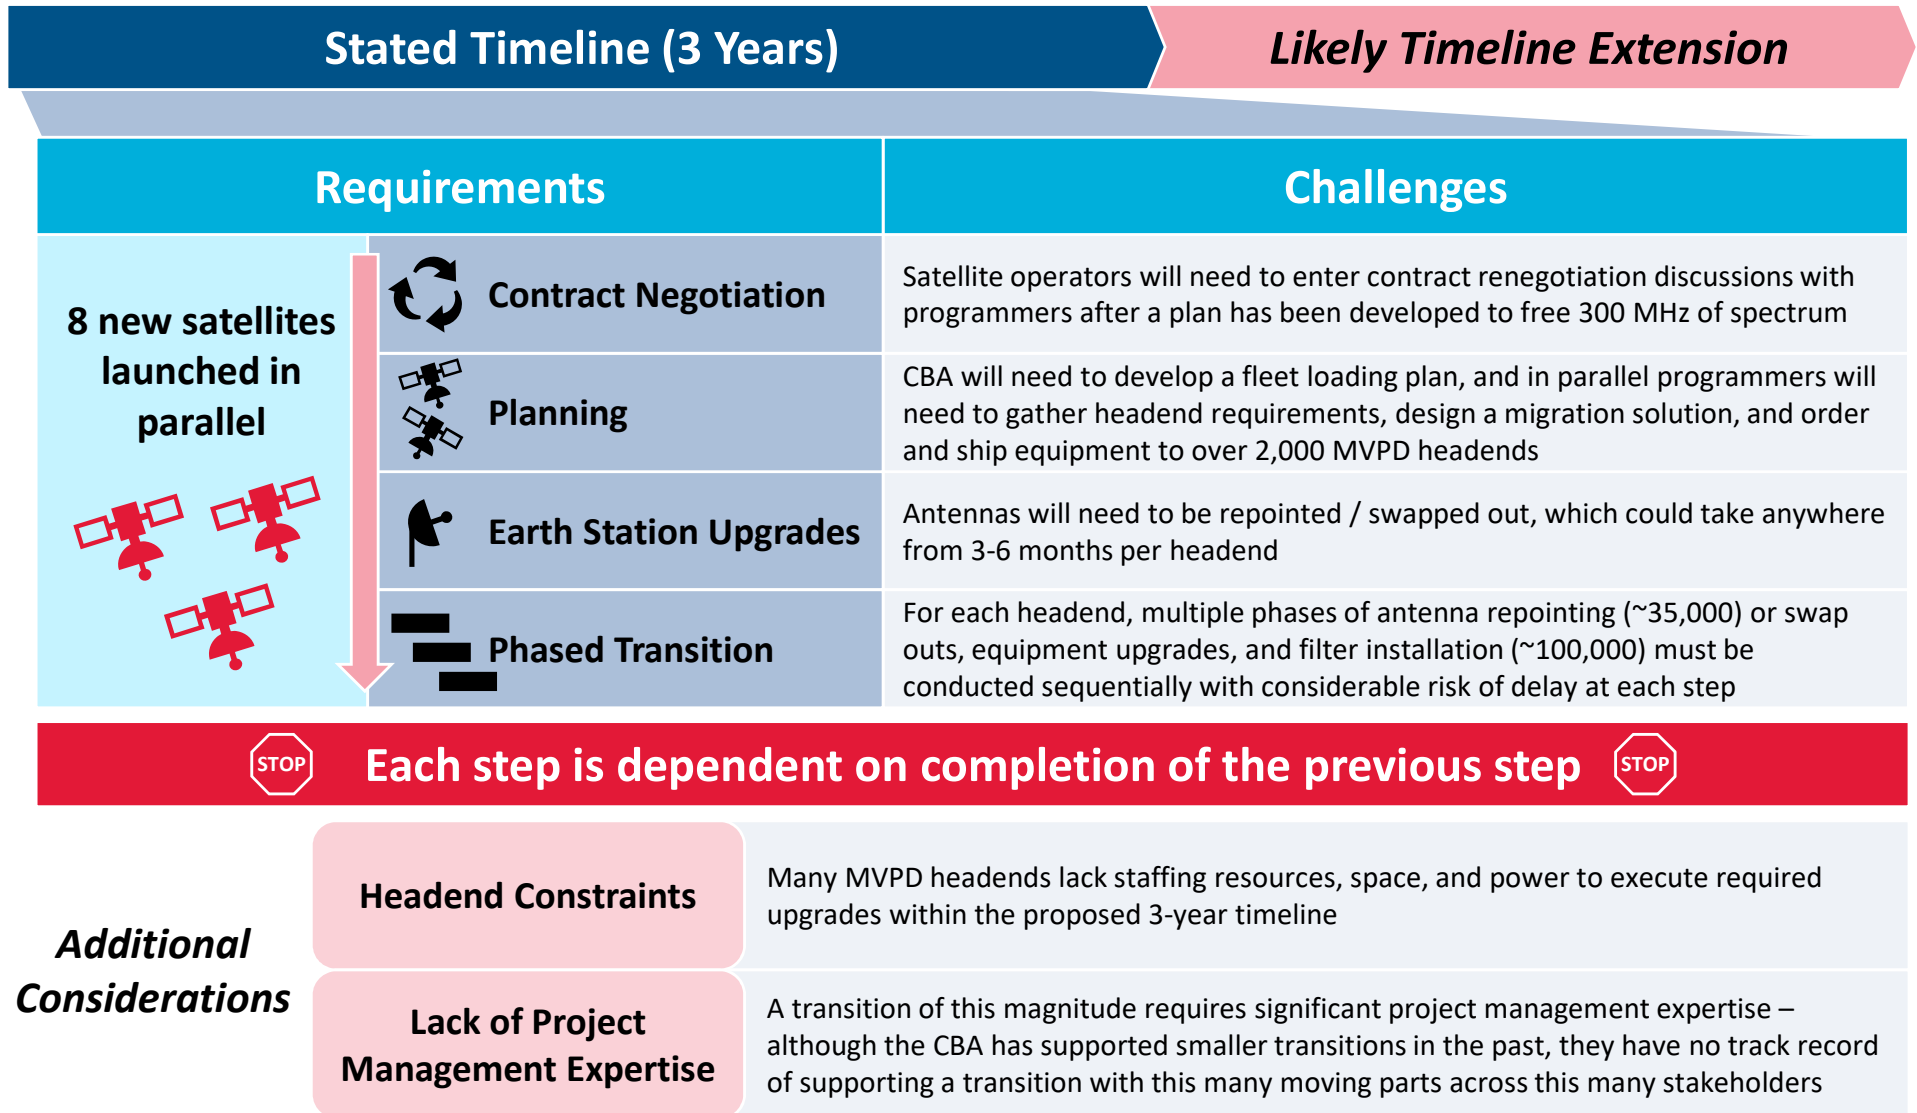 Stated Timeline (3 Years)
Likely Timeline Extension
Requirements
Challenges
8 new satellites
launched in
parallel
Contract Negotiation
Satellite operators will need to enter contract renegotiation discussions with
programmers after a plan has been developed to free 300 MHz of spectrum
Planning
CBA will need to develop a fleet loading plan, and in parallel programmers will
need to gather headend requirements, design a migration solution, and order
and ship equipment to over 2,000 MVPD headends
Earth Station Upgrades
Antennas will need to be repointed / swapped out, which could take anywhere
from 3-6 months per headend
Phased Transition
For each headend, multiple phases of antenna repointing (~35,000) or swap
outs, equipment upgrades, and filter installation (~100,000) must be
conducted sequentially with considerable risk of delay at each step
STOP
Each step is dependent on completion of the previous step
STOP
Additional
Considerations
Headend Constraints
Many MVPD headends lack staffing resources, space, and power to execute required
upgrades within the proposed 3-year timeline
Lack of Project
Management Expertise
A transition of this magnitude requires significant project management expertise –
although the CBA has supported smaller transitions in the past, they have no track record
of supporting a transition with this many moving parts across this many stakeholders